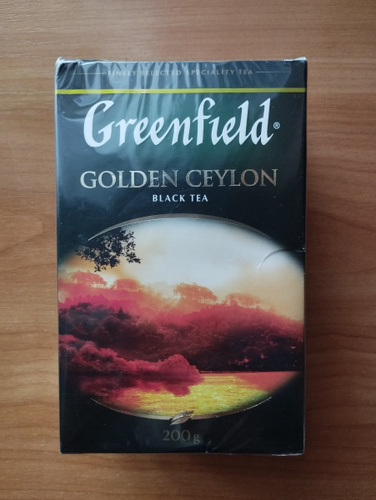 FINELY SELECTED SPECIALITY TEA
Greenfield®
GOLDEN CEYLON
BLACK TEA
200g